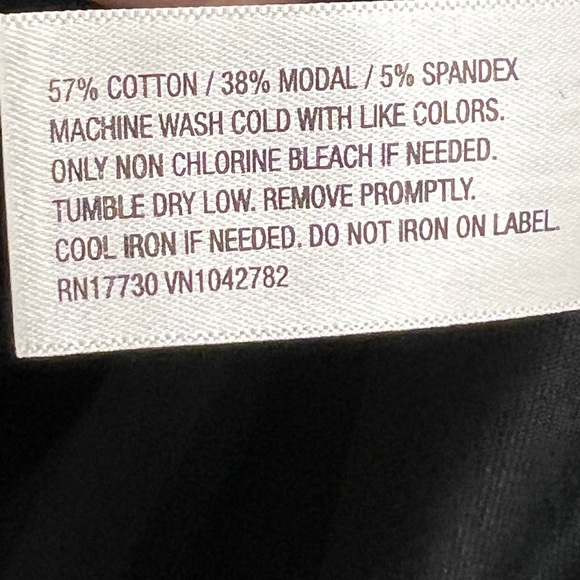 57% COTTON / 38% MODAL / 5% SPANDEX
MACHINE WASH COLD WITH LIKE COLORS.
ONLY NON CHLORINE BLEACH IF NEEDED.
TUMBLE DRY LOW. REMOVE PROMPTLY.
COOL IRON IF NEEDED. DO NOT IRON ON LABEL.
RN17730 VN1042782